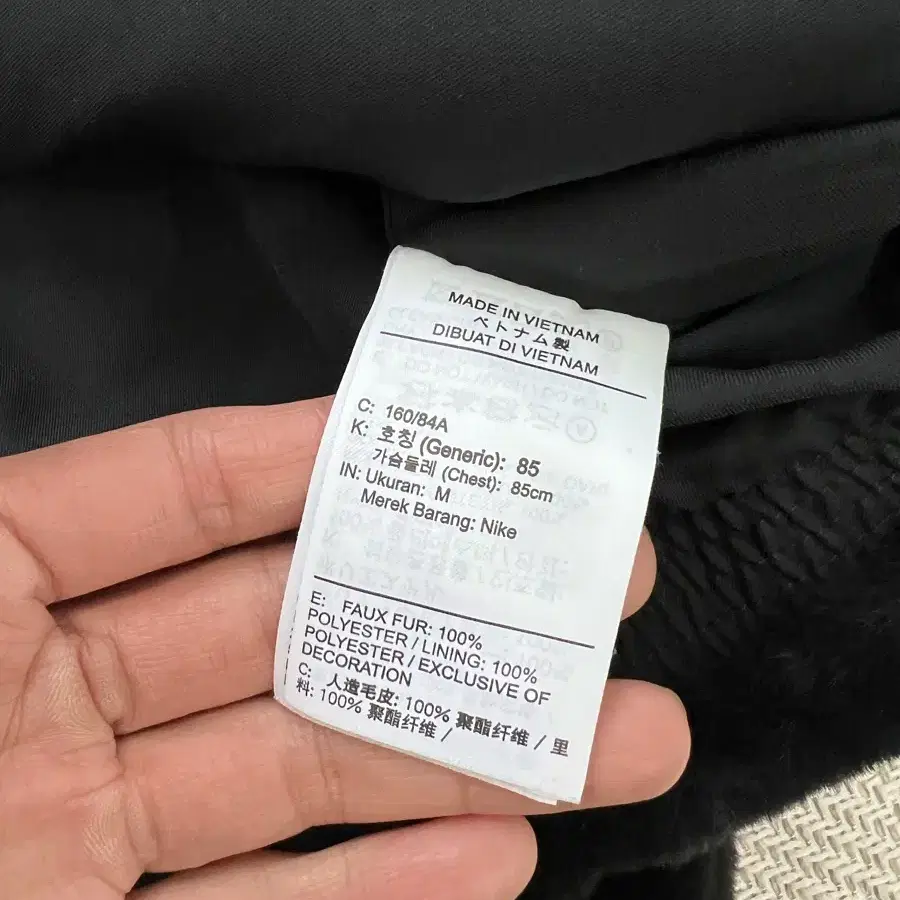 MADE IN VIETNAM
ベトナム製
DIBUAT DI VIETNAM
C: 160/84A
K: 호칭 (Generic): 85
가슴둘레 (Chest): 85cm
IN: Ukuran: M
Merek Barang: Nike
E: FAUX FUR: 100%
POLYESTER / LINING: 100%
POLYESTER / EXCLUSIVE OF
DECORATION
C: 人造毛皮: 100% 聚酯纤维 / 里
料: 100% 聚酯纤维 /